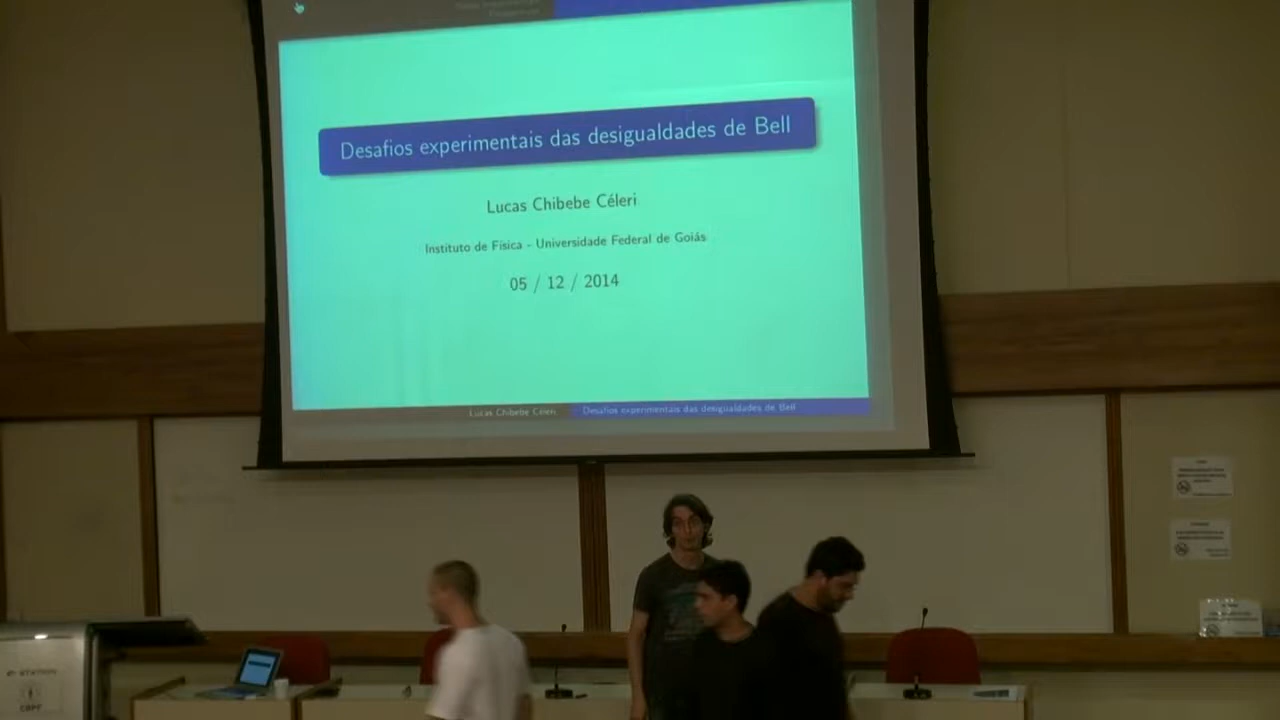 Desafios experimentais das desigualdades de Bell
Lucas Chibebe Céleri
Instituto de Física - Universidade Federal de Goiás
05 / 12 / 2014
Lucas Chibebe Céleri
Desafios experimentais das desigualdades de Bell
CBPF